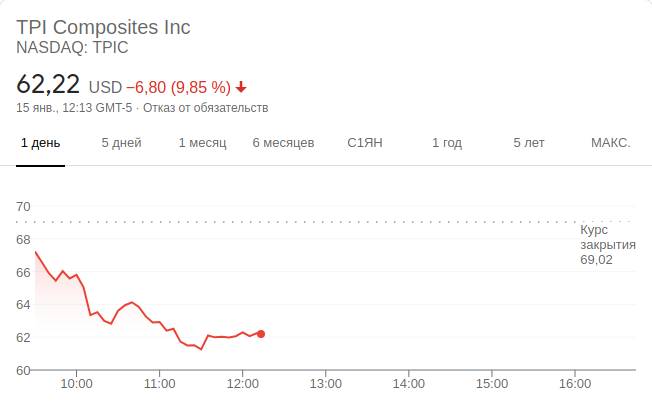 TPI Composites Inc
NASDAQ: TPIC
62,22 USD −6,80 (9,85 %)
15 янв., 12:13 GMT-5 · Отказ от обязательств
1 день 5 дней 1 месяц 6 месяцев С1ЯН 1 год 5 лет МАКС.
70
Курс
68 закрытия
69,02
66
64
62
60
10:00 11:00 12:00 13:00 14:00 15:00 16:00